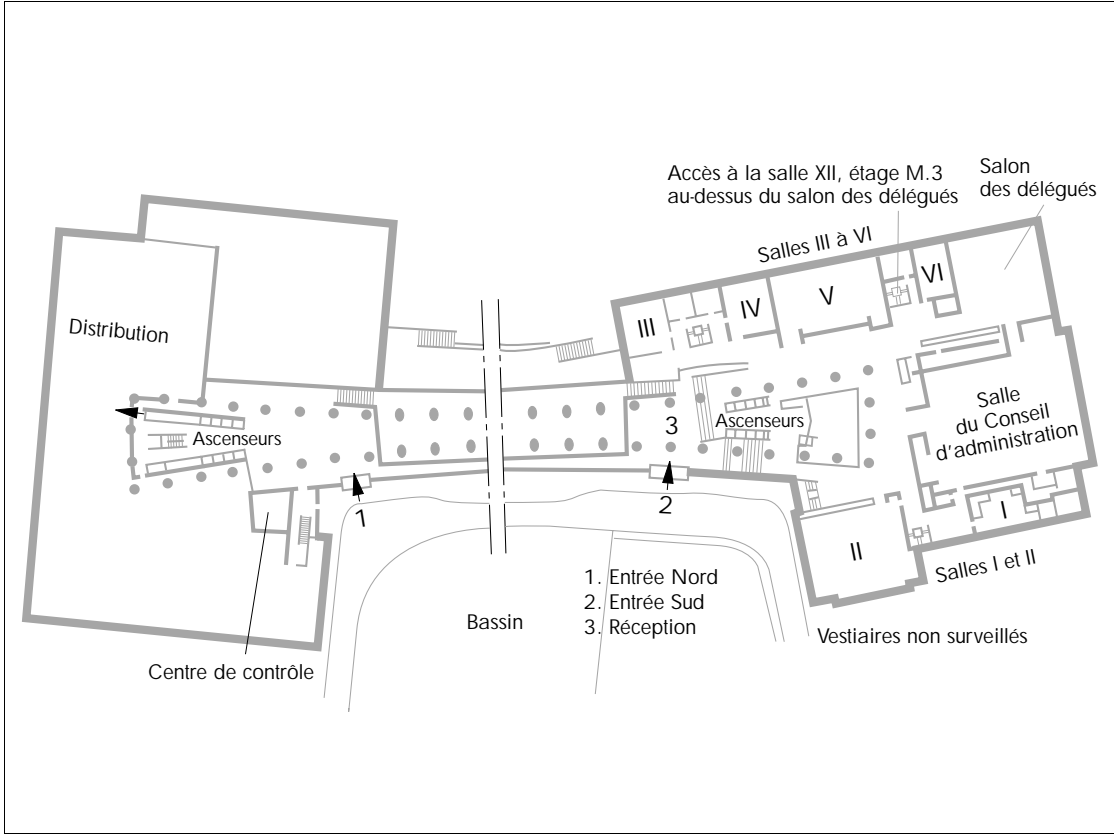 Accès à la salle XII, étage M.3
au-dessus du salon des délégués
Salon
des délégués
Salles III à VI
III
IV
V
VI
Distribution
Ascenseurs
3
Ascenseurs
Salle
du Conseil
d'administration
1
2
II
I
Salles I et II
1. Entrée Nord
2. Entrée Sud
3. Réception
Bassin
Vestiaires non surveillés
Centre de contrôle